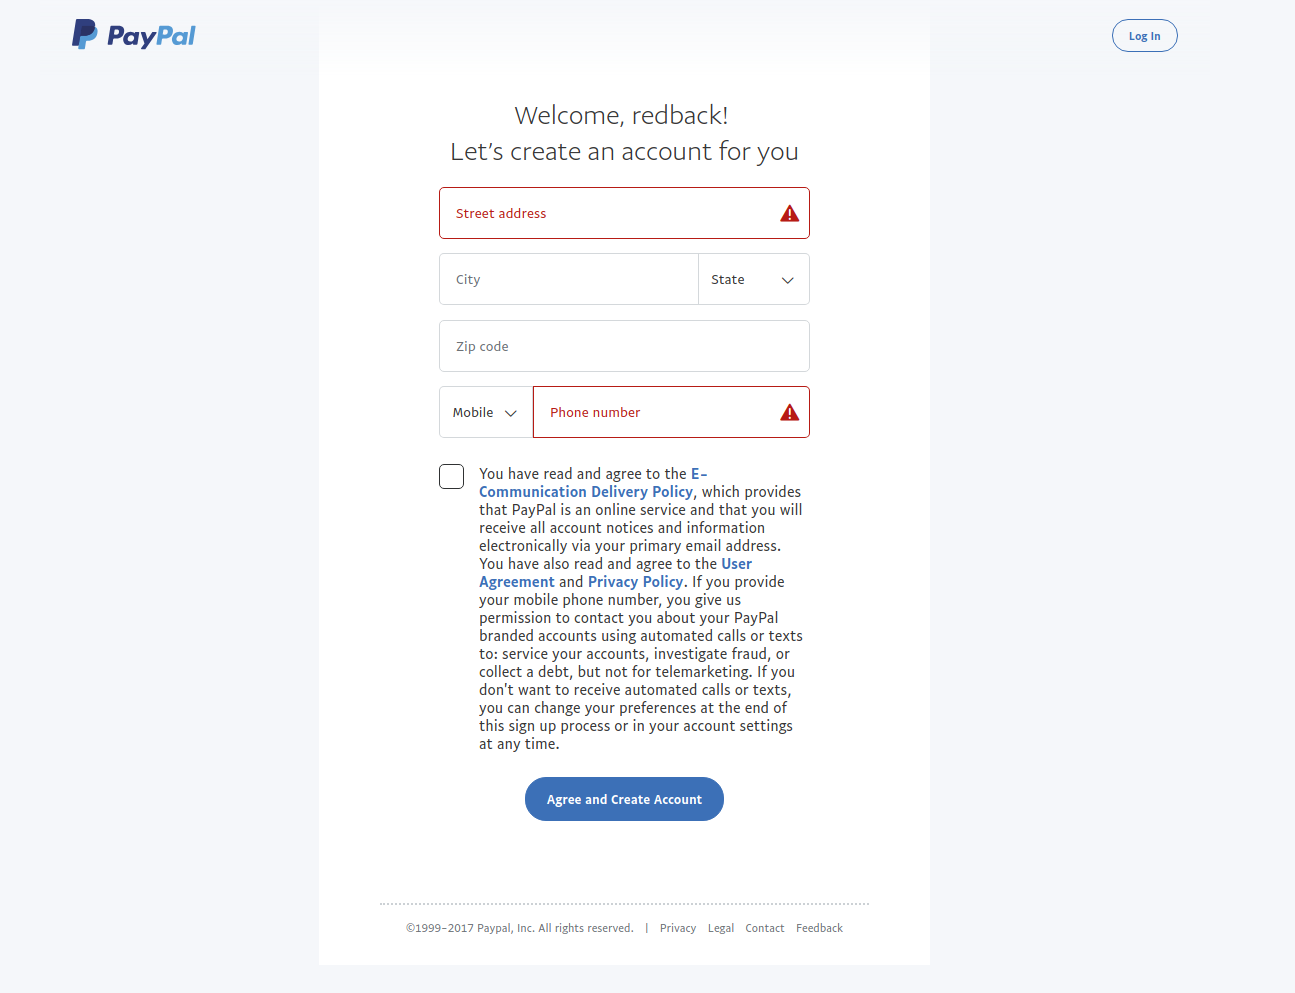 PayPal
Log In
Welcome, redback!
Let's create an account for you
Street address
City
State
Zip code
Mobile
Phone number
You have read and agree to the E-
Communication Delivery Policy, which provides
that PayPal is an online service and that you will
receive all account notices and information
electronically via your primary email address.
You have also read and agree to the User
Agreement and Privacy Policy. If you provide
your mobile phone number, you give us
permission to contact you about your PayPal
branded accounts using automated calls or texts
to: service your accounts, investigate fraud, or
collect a debt, but not for telemarketing. If you
don't want to receive automated calls or texts,
you can change your preferences at the end of
this sign up process or in your account settings
at any time.
Agree and Create Account
©1999-2017 Paypal, Inc. All rights reserved. | Privacy Legal Contact Feedback